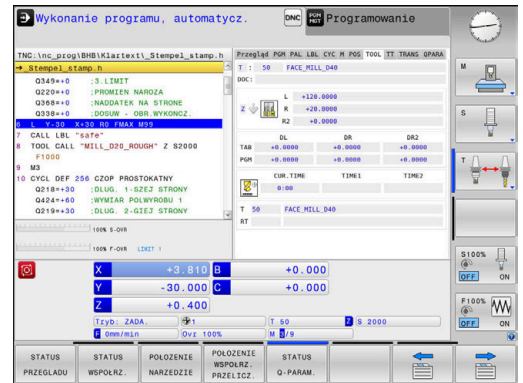 Wykonanie programu, automatycz.
DNC
PGM MGT
Programowanie
TNC:\nc_prog\BHB\Klartext\_Stempel_stamp.h
→_Stempel_stamp.h
Q349=+0 ;3.LIMIT
Q220=+0 ;PROMIEN NAROZA
Q368=+0 ;NADDATEK NA STRONE
Q338=+0 ;DOSUW - OBR.WYKONCZ.
6 L Y-30 X+30 R0 FMAX M99
7 CALL LBL "safe"
8 TOOL CALL "MILL_D20_ROUGH" Z S2000
F1000
9 M3
10 CYCL DEF 256 CZOP PROSTOKATNY
Q218=+30 ;DLUG. 1-SZEJ STRONY
Q424=+60 ;WYMIAR POLWYROBU 1
Q219=+30 ;DLUG. 2-GIEJ STRONY
100% S-OVR
100% F-OVR LIMIT 1
Przegląd PGM PAL LBL CYC M POS TOOL TT TRANS QPARA
T : 50 FACE_MILL_D40
DOC:
Z
L +120.0000
R +20.0000
R2 +0.0000
DL DR DR2
TAB +0.0000 +0.0000 +0.0000
PGM +0.0000 +0.0000 +0.0000
CUR.TIME TIME1 TIME2
0:00
T 50 FACE_MILL_D40
RT
X +3.810 B +0.000
Y -30.000 C +0.000
Z +0.400
Tryb: ZADA. 1 T 50 Z S 2000
F 0mm/min Ovr 100% M 5/9
M
S
T
S100%
OFF ON
F100%
OFF ON
STATUS PRZEGLADU
STATUS WSPOŁRZ.
POŁOZENIE NARZEDZIE
POŁOZENIE WSPOŁRZ. PRZELICZ.
STATUS Q-PARAM.